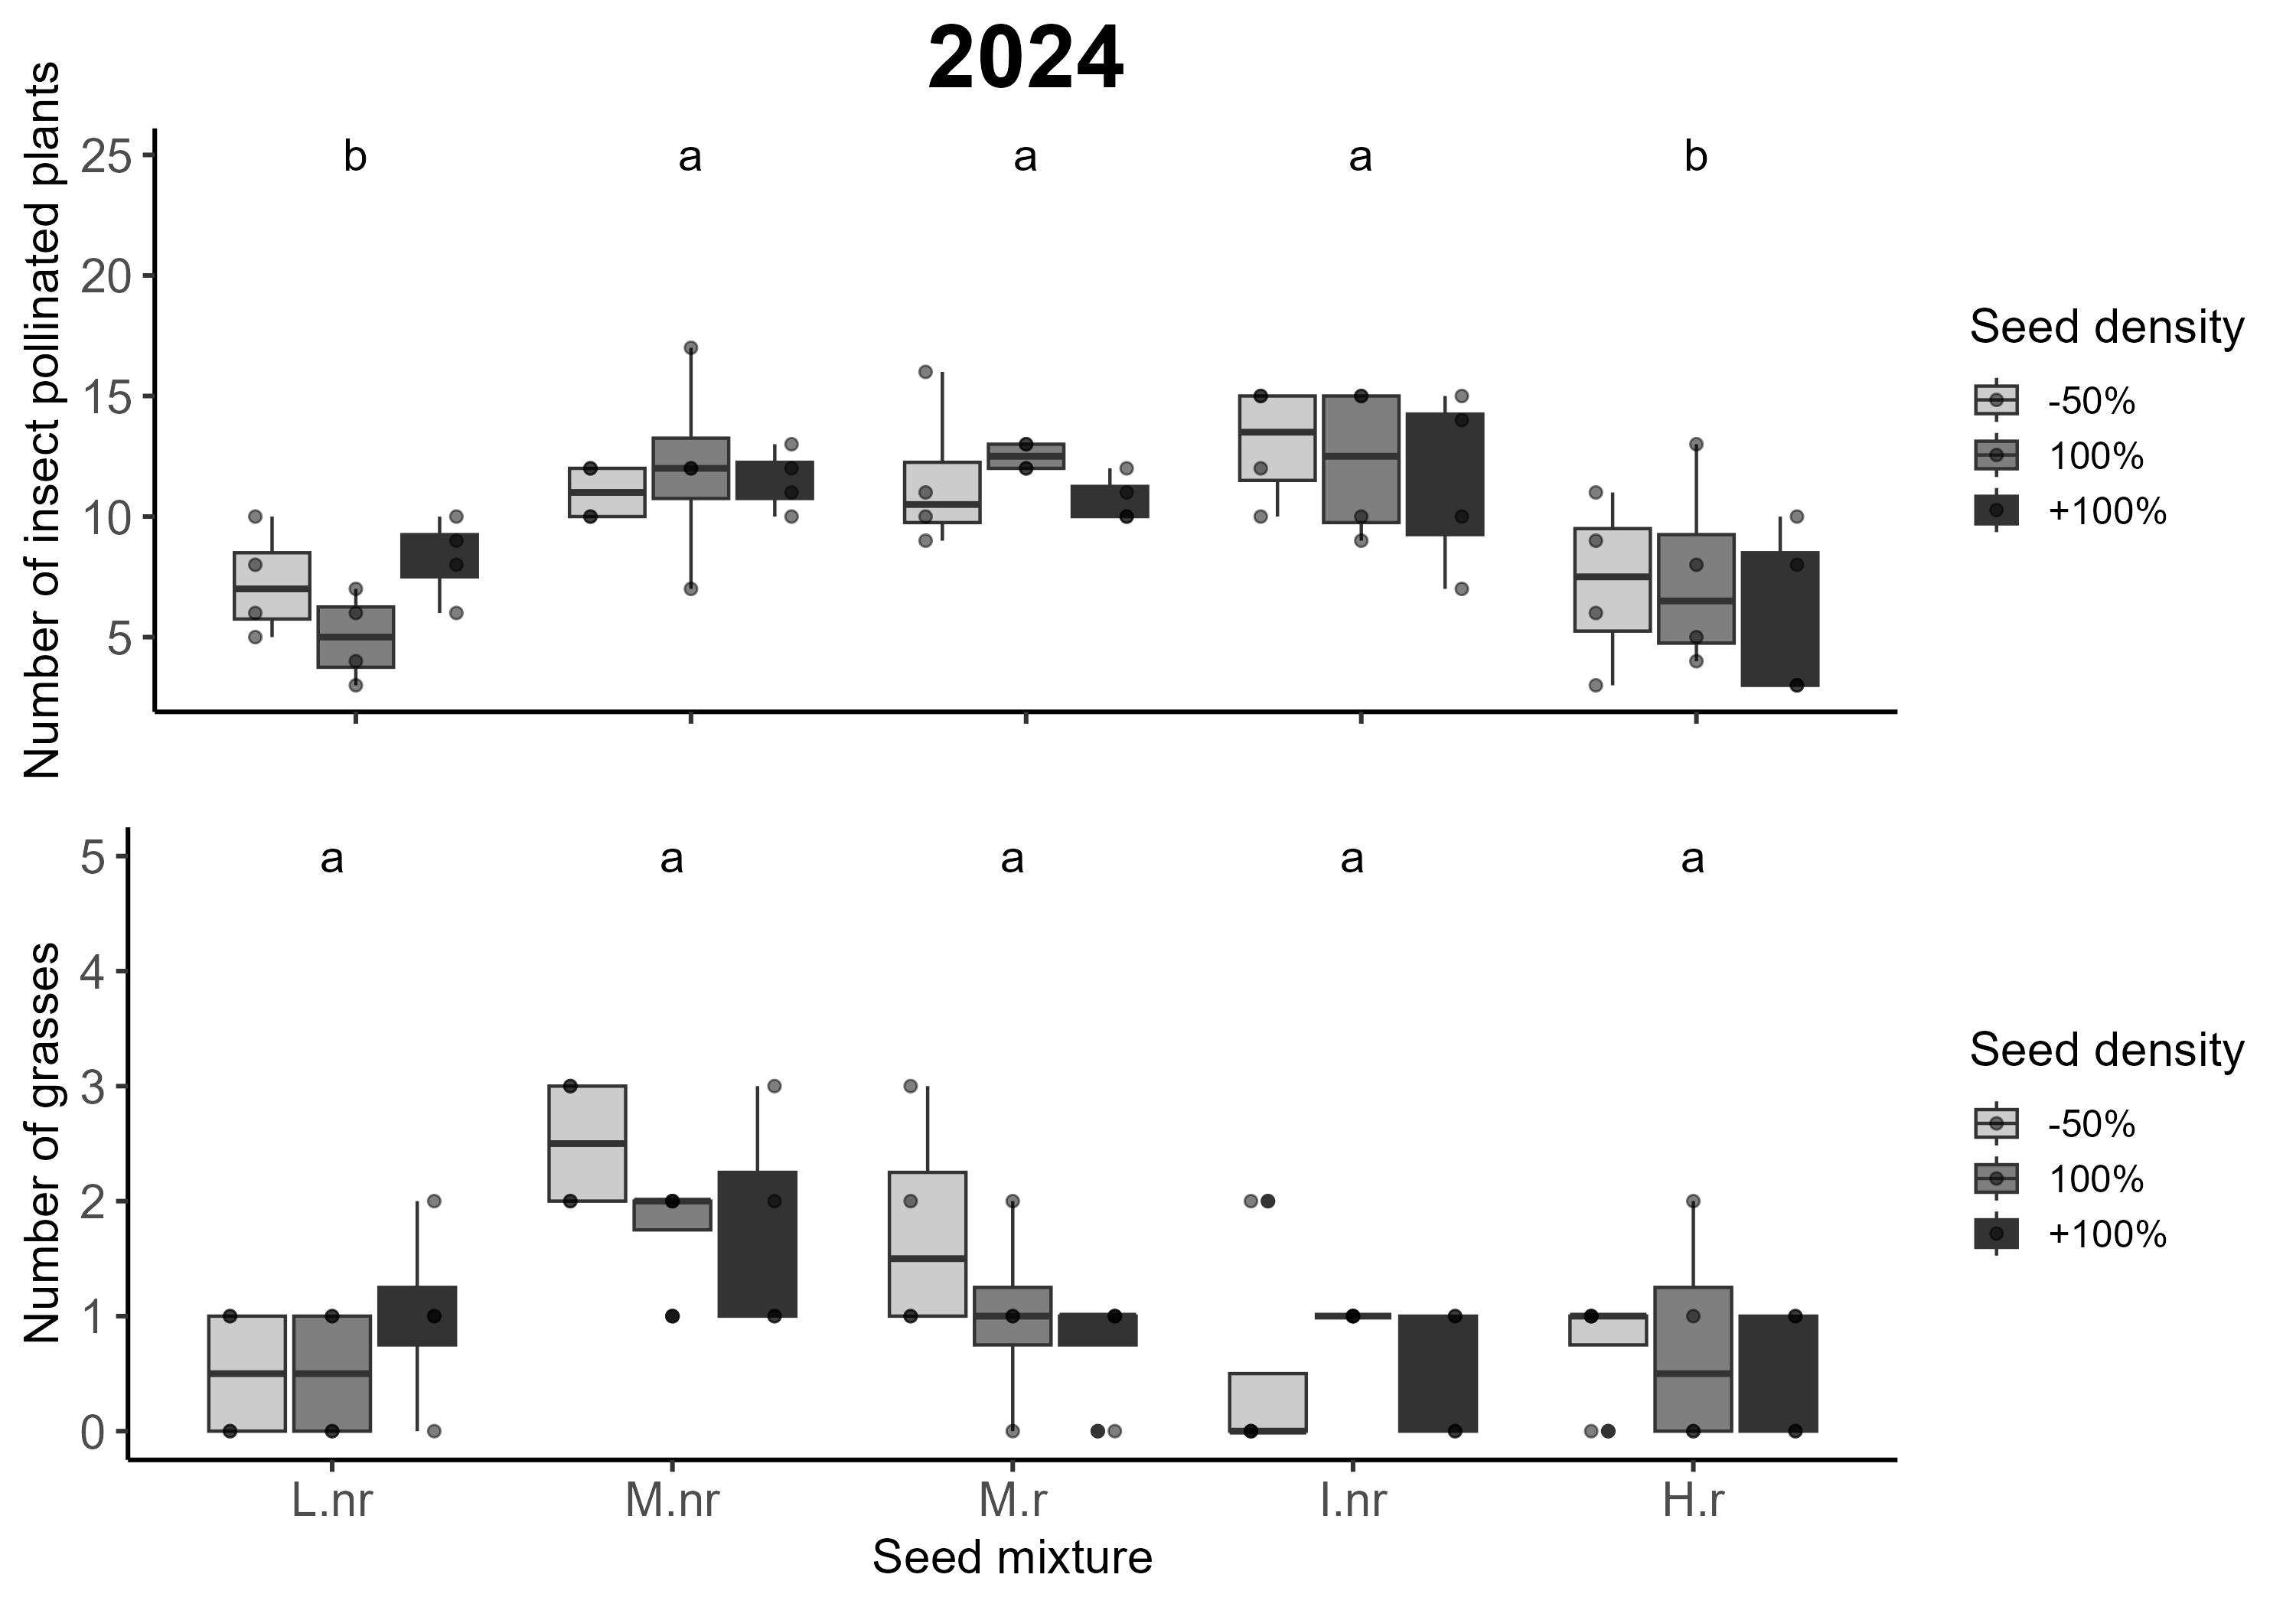 2024
Number of insect pollinated plants
25
20
15
10
5
b a a a b
Seed density
-50%
100%
+100%
Number of grasses
5
4
3
2
1
0
a a a a a
L.nr M.nr M.r I.nr H.r
Seed mixture
Seed density
-50%
100%
+100%